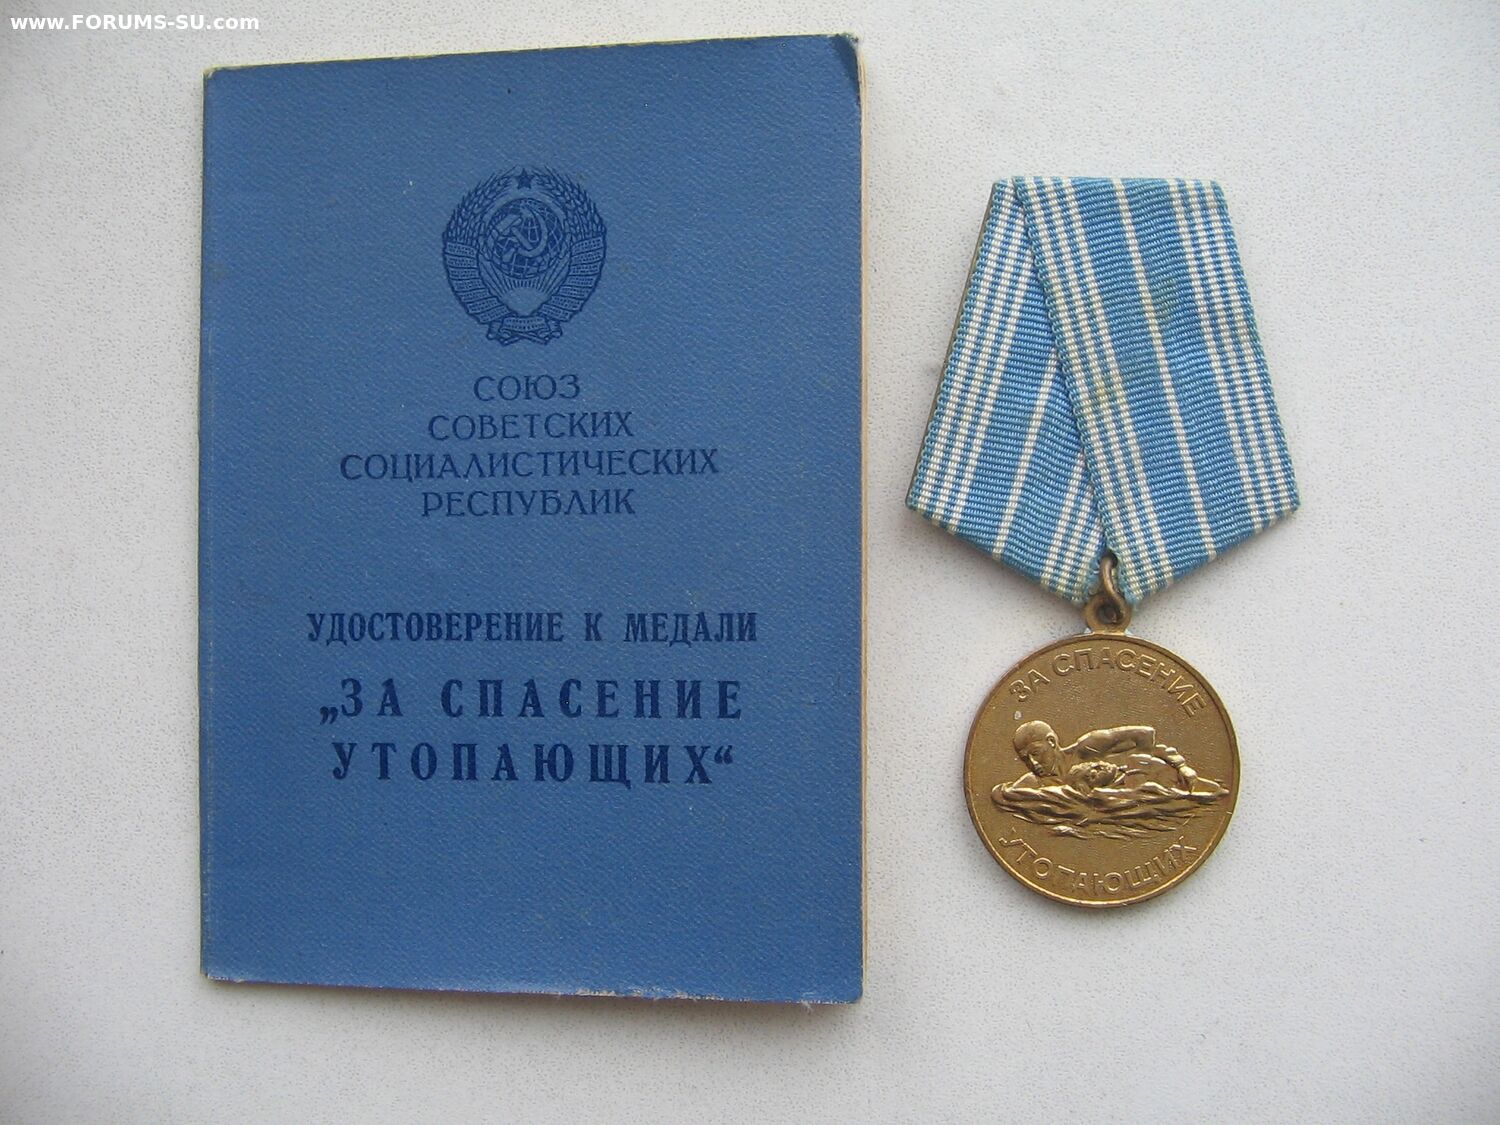 www.FORUMS-SU.com
СОЮЗ
СОВЕТСКИХ
СОЦИАЛИСТИЧЕСКИХ
РЕСПУБЛИК
УДОСТОВЕРЕНИЕ К МЕДАЛИ
„ЗА СПАСЕНИЕ
УТОПАЮЩИХ“
ЗА СПАСЕНИЕ
УТОПАЮЩИХ